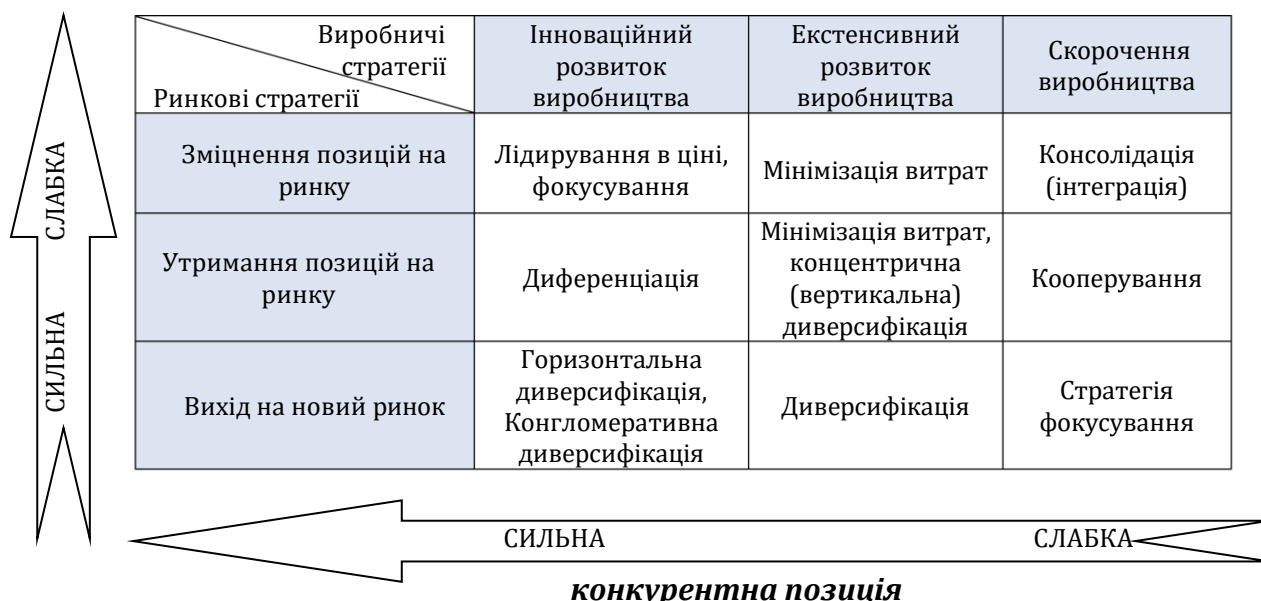 Виробничі
стратегії
Ринкові стратегії
Інноваційний
розвиток
виробництва
Екстенсивний
розвиток
виробництва
Скорочення
виробництва
Зміцнення позицій на
ринку
Лідирування в ціні,
фокусування
Мінімізація витрат
Консолідація
(інтеграція)
Утримання позицій на
ринку
Диференціація
Мінімізація витрат,
концентрична
(вертикальна)
диверсифікація
Кооперування
Вихід на новий ринок
Горизонтальна
диверсифікація,
Конгломеративна
диверсифікація
Диверсифікація
Стратегія
фокусування
СИЛЬНА СЛАБКА
СИЛЬНА СЛАБКА
конкурентна позиція